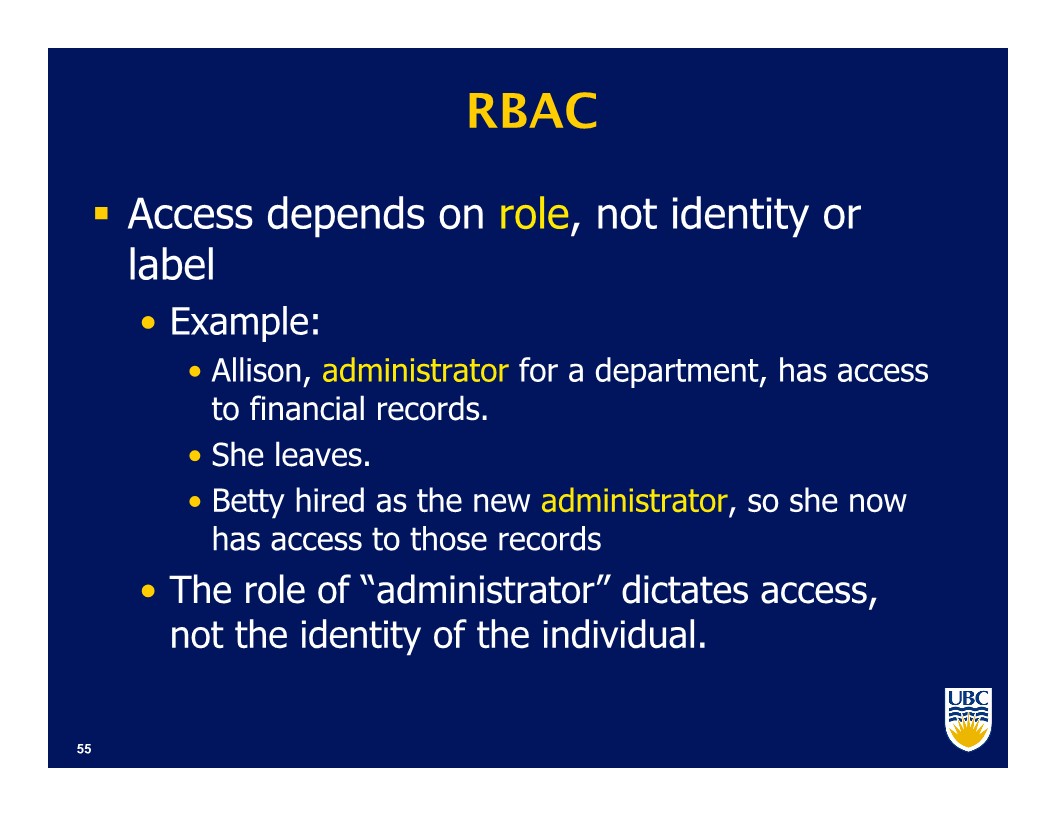 RBAC
▪ Access depends on role, not identity or
label
• Example:
• Allison, administrator for a department, has access
to financial records.
• She leaves.
• Betty hired as the new administrator, so she now
has access to those records
• The role of “administrator” dictates access,
not the identity of the individual.
UBC
55